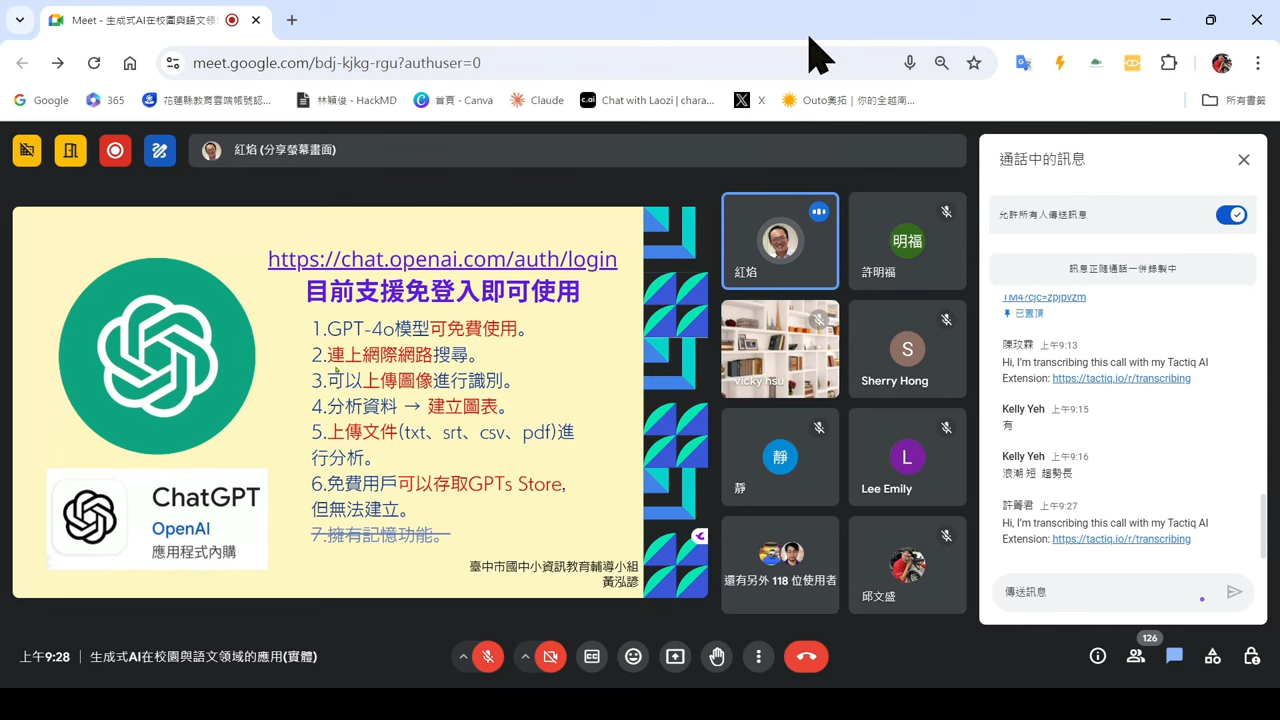 Meet - 生成式AI在校園與語文領
meet.google.com/bdj-kjkg-rgu?authuser=0
Google
365
花蓮縣教育雲端帳號認...
林穎俊 - HackMD
首頁 - Canva
Claude
c.ai
Chat with Laozi | chara...
X
Outo奧拓｜你的全越南...
所有書籤
紅焰 (分享螢幕畫面)
https://chat.openai.com/auth/login
目前支援免登入即可使用
1.GPT-4o模型可免費使用。
2.連上網際網路搜尋。
3.可以上傳圖像進行識別。
4.分析資料 → 建立圖表。
5.上傳文件(txt、srt、csv、pdf)進
行分析。
6.免費用戶可以存取GPTs Store,
但無法建立。
7.擁有記憶功能。
ChatGPT
OpenAI
應用程式內購
臺中市國中小資訊教育輔導小組
黃泓諺
紅焰
明福
許明福
vicky hsu
S
Sherry Hong
靜
靜
L
Lee Emily
還有另外 118 位使用者
邱文盛
通話中的訊息
允許所有人傳送訊息
訊息正隨通話一併錄製中
TM4?cjc=zpjpvzm
已置頂
陳玟霖 上午9:13
Hi, I'm transcribing this call with my Tactiq AI
Extension: https://tactiq.io/r/transcribing
Kelly Yeh 上午9:15
有
Kelly Yeh 上午9:16
浪潮 短 趨勢長
許菁君 上午9:27
Hi, I'm transcribing this call with my Tactiq AI
Extension: https://tactiq.io/r/transcribing
傳送訊息
上午9:28 | 生成式AI在校園與語文領域的應用(實體)
126